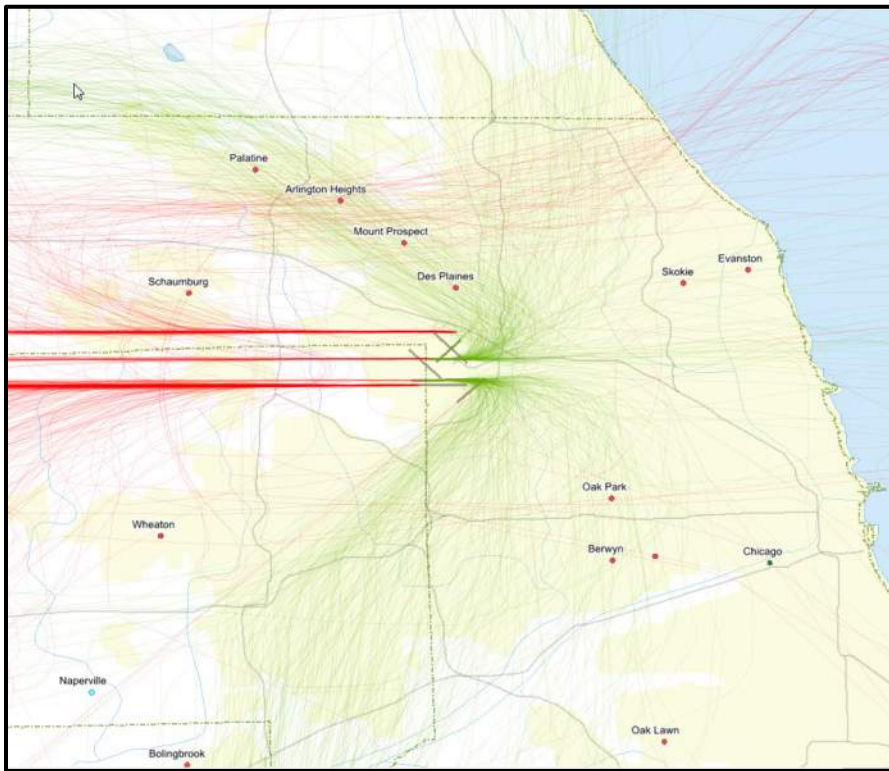 Palatine
Arlington Heights
Mount Prospect
Des Plaines
Schaumburg
Skokie
Evanston
Oak Park
Wheaton
Berwyn
Chicago
Naperville
Oak Lawn
Bolingbrook